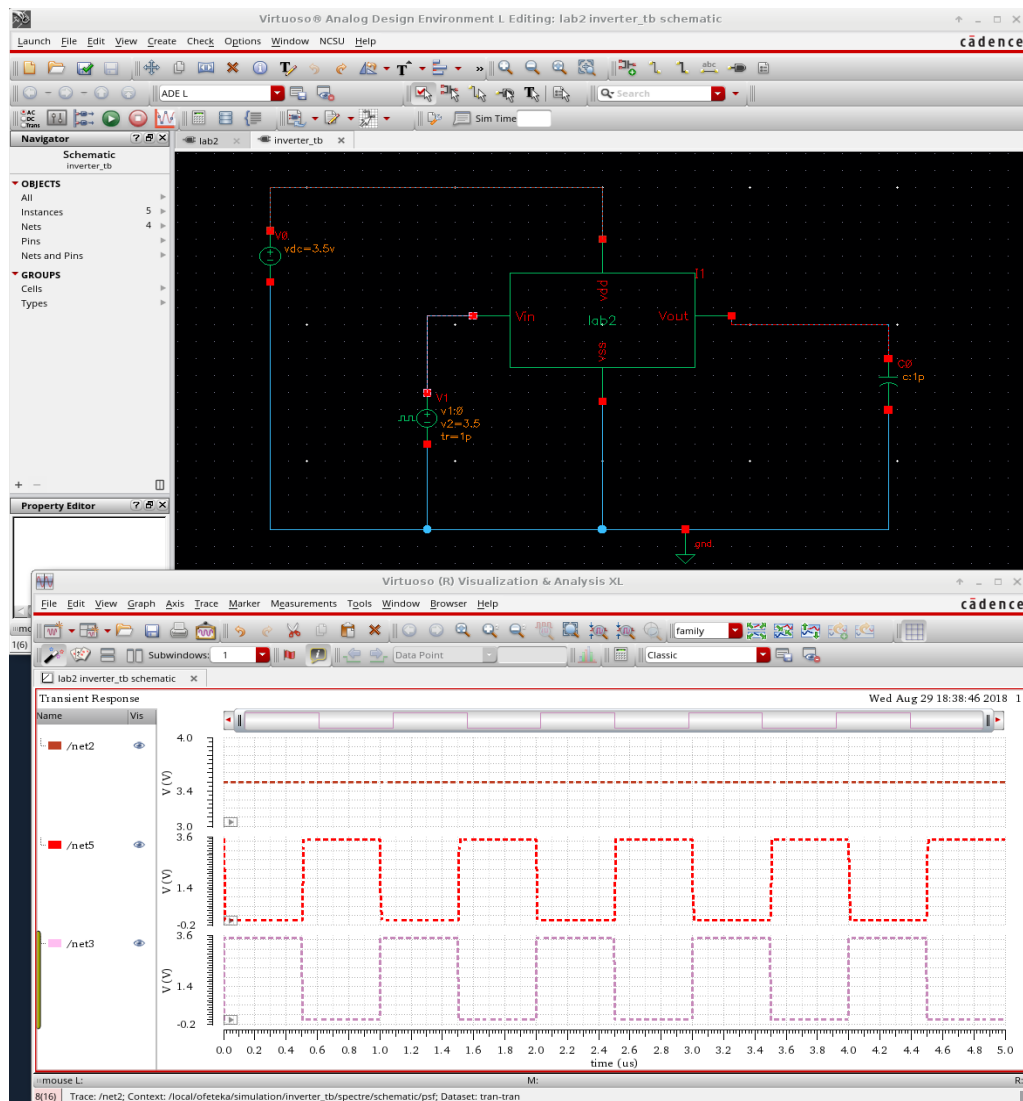 Virtuoso® Analog Design Environment L Editing: lab2 inverter_tb schematic
Launch File Edit View Create Check Options Window NCSU Help
cādence
ADE L
Search
AC DC Trans
Sim Time
Navigator
lab2
inverter_tb
Schematic
inverter_tb
OBJECTS
All
Instances 5
Nets 4
Pins
Nets and Pins
GROUPS
Cells
Types
Property Editor
V0
vdc=3.5v
I1
vdd
Vin
lab2
Vout
vss
C0
c:1p
V1
v1:0
v2=3.5
tr=1p
gnd
Virtuoso (R) Visualization & Analysis XL
File Edit View Graph Axis Trace Marker Measurements Tools Window Browser Help
cādence
family
1(6)
Subwindows: 1
Data Point
Classic
lab2 inverter_tb schematic
Transient Response
Wed Aug 29 18:38:46 2018 1
Name Vis
/net2
4.0
V (V)
3.4
3.0
/net5
3.6
V (V)
1.4
-0.2
/net3
3.6
V (V)
1.4
-0.2
0.0 0.2 0.4 0.6 0.8 1.0 1.2 1.4 1.6 1.8 2.0 2.2 2.4 2.6 2.8 3.0 3.2 3.4 3.6 3.8 4.0 4.2 4.4 4.6 4.8 5.0
time (us)
mouse L: M: R:
8(16) Trace: /net2; Context: /local/ofeteka/simulation/inverter_tb/spectre/schematic/psf; Dataset: tran-tran